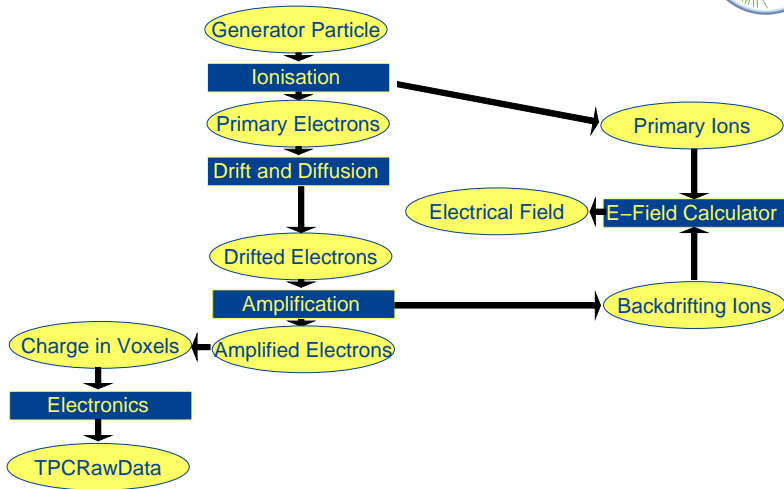 Generator Particle
Ionisation
Primary Electrons
Primary Ions
Drift and Diffusion
Electrical Field
E−Field Calculator
Drifted Electrons
Amplification
Backdrifting Ions
Charge in Voxels
Amplified Electrons
Electronics
TPCRawData